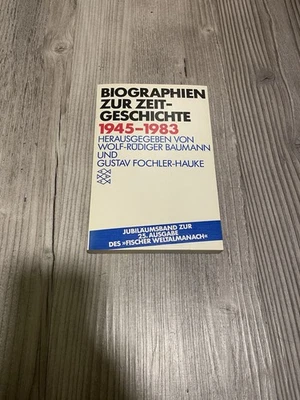 BIOGRAPHIEN
ZUR ZEIT-
GESCHICHTE
1945–1983
HERAUSGEGEBEN VON
WOLF-RÜDIGER BAUMANN
UND
GUSTAV FOCHLER-HAUKE
JUBILÄUMSBAND ZUR
25. AUSGABE
DES »FISCHER WELTALMANACH«